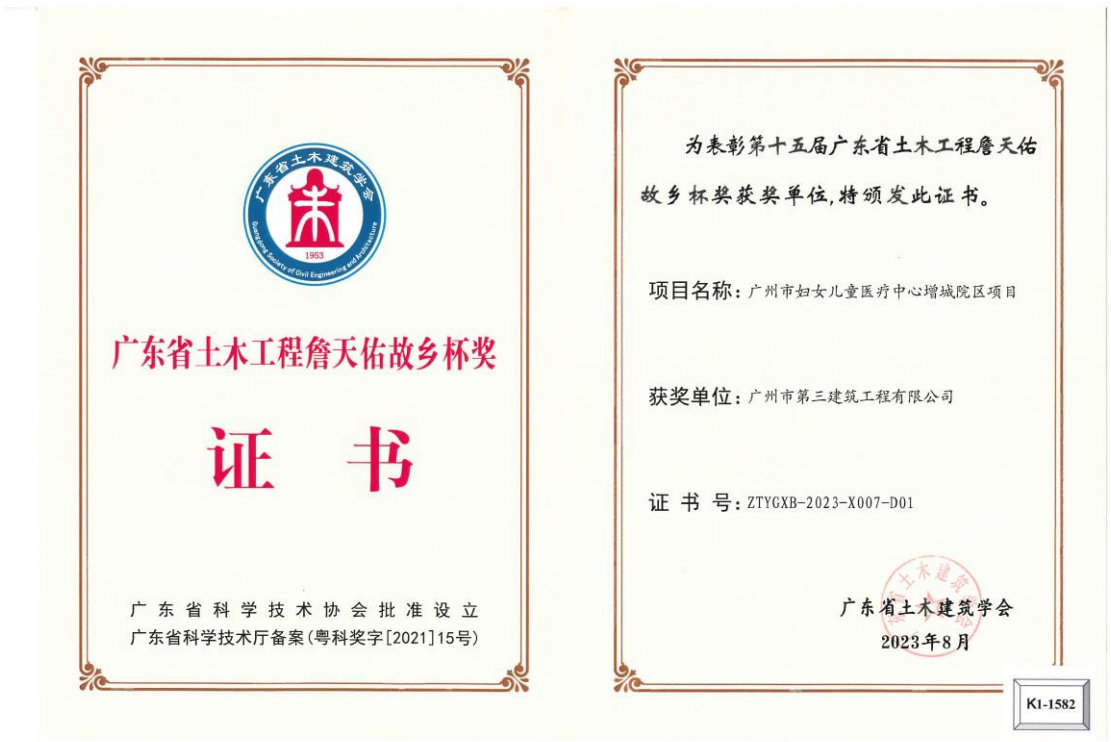 广东省土木建筑学会
1953
Guangdong Society of Civil Engineering and Architecture
广东省土木工程詹天佑故乡杯奖
证 书
广东省科学技术协会批准设立
广东省科学技术厅备案(粤科奖字[2021]15号)
为表彰第十五届广东省土木工程詹天佑
故乡杯奖获奖单位,特颁发此证书。
项目名称:广州市妇女儿童医疗中心增城院区项目
获奖单位:广州市第三建筑工程有限公司
证 书 号:ZTYGXB-2023-X007-D01
广东省土木建筑学会
2023年8月
K1-1582